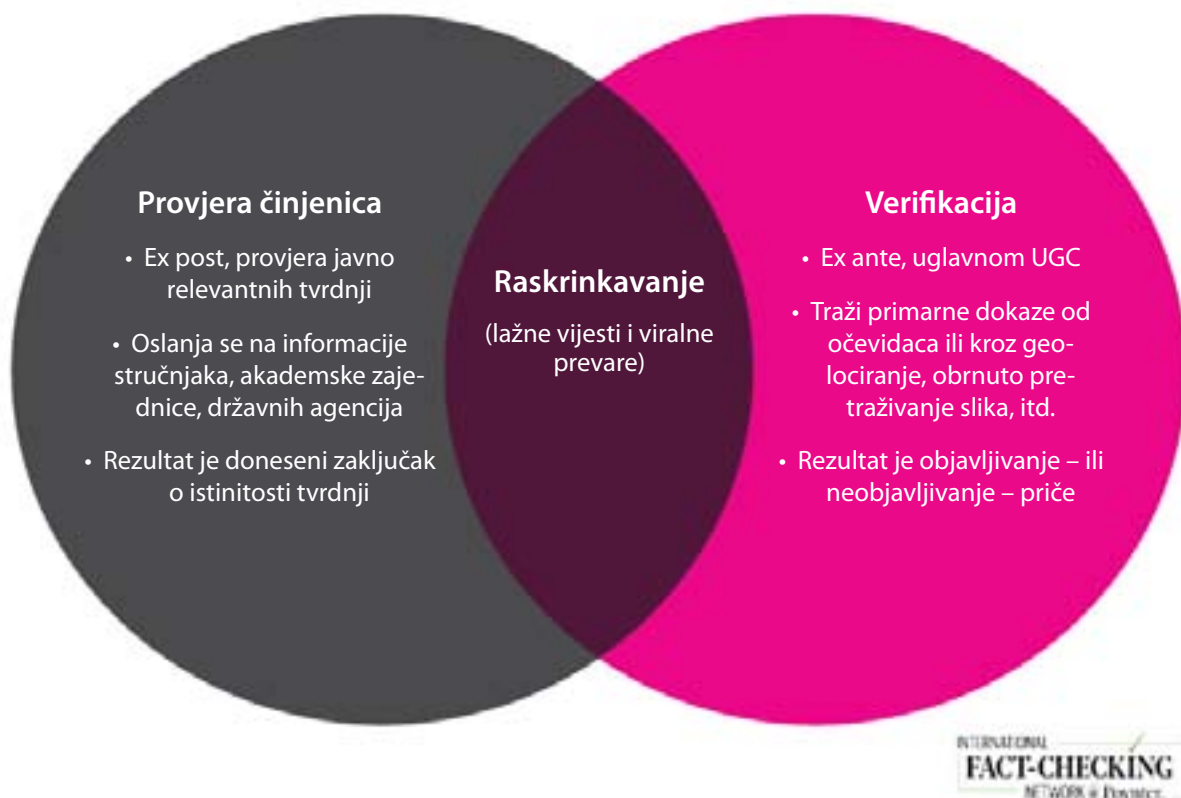 Provjera činjenica
• Ex post, provjera javno
relevantnih tvrdnji
• Oslanja se na informacije
stručnjaka, akademske zaje-
dnice, državnih agencija
• Rezultat je doneseni zaključak
o istinitosti tvrdnji
Raskrinkavanje
(lažne vijesti i viralne
prevare)
Verifikacija
• Ex ante, uglavnom UGC
• Traži primarne dokaze od
očevidaca ili kroz geo-
lociranje, obrnuto pre-
traživanje slika, itd.
• Rezultat je objavljivanje – ili
neobjavljivanje – priče
INTERNATIONAL
FACT-CHECKING
NETWORK @ Poynter.